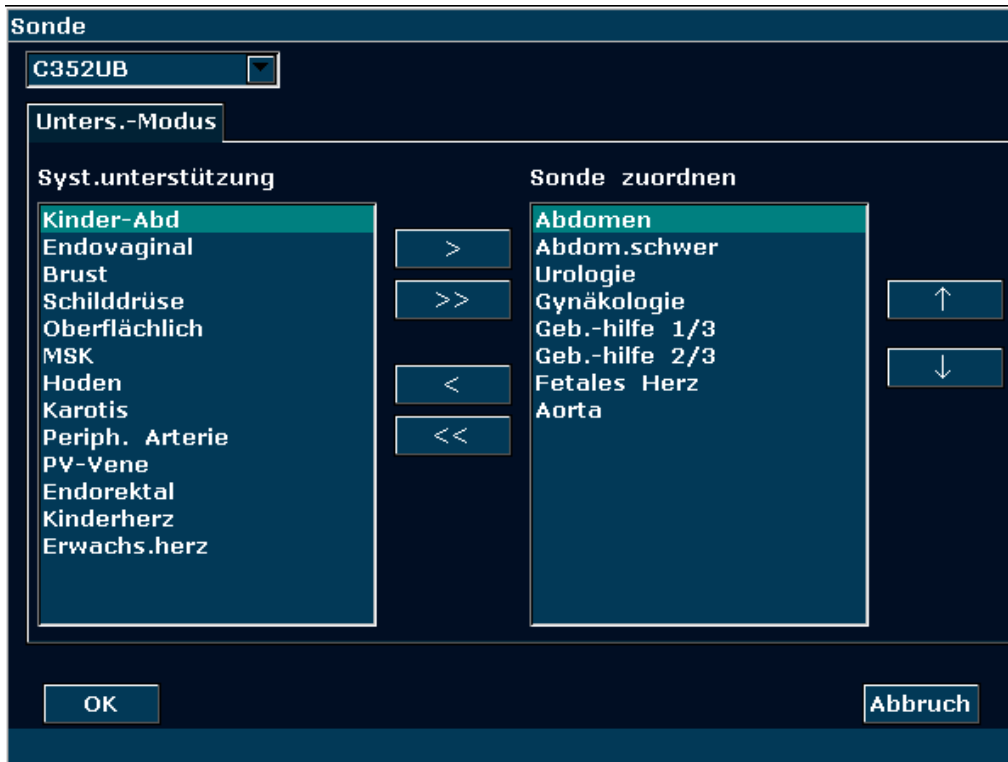 Sonde
C352UB
Unters.-Modus
Syst.unterstützung
Kinder-Abd
Endovaginal
Brust
Schilddrüse
Oberflächlich
MSK
Hoden
Karotis
Periph. Arterie
PV-Vene
Endorektal
Kinderherz
Erwachs.herz
>
>>
<
<<
Sonde zuordnen
Abdomen
Abdom.schwer
Urologie
Gynäkologie
Geb.-hilfe 1/3
Geb.-hilfe 2/3
Fetales Herz
Aorta
↑
↓
OK
Abbruch